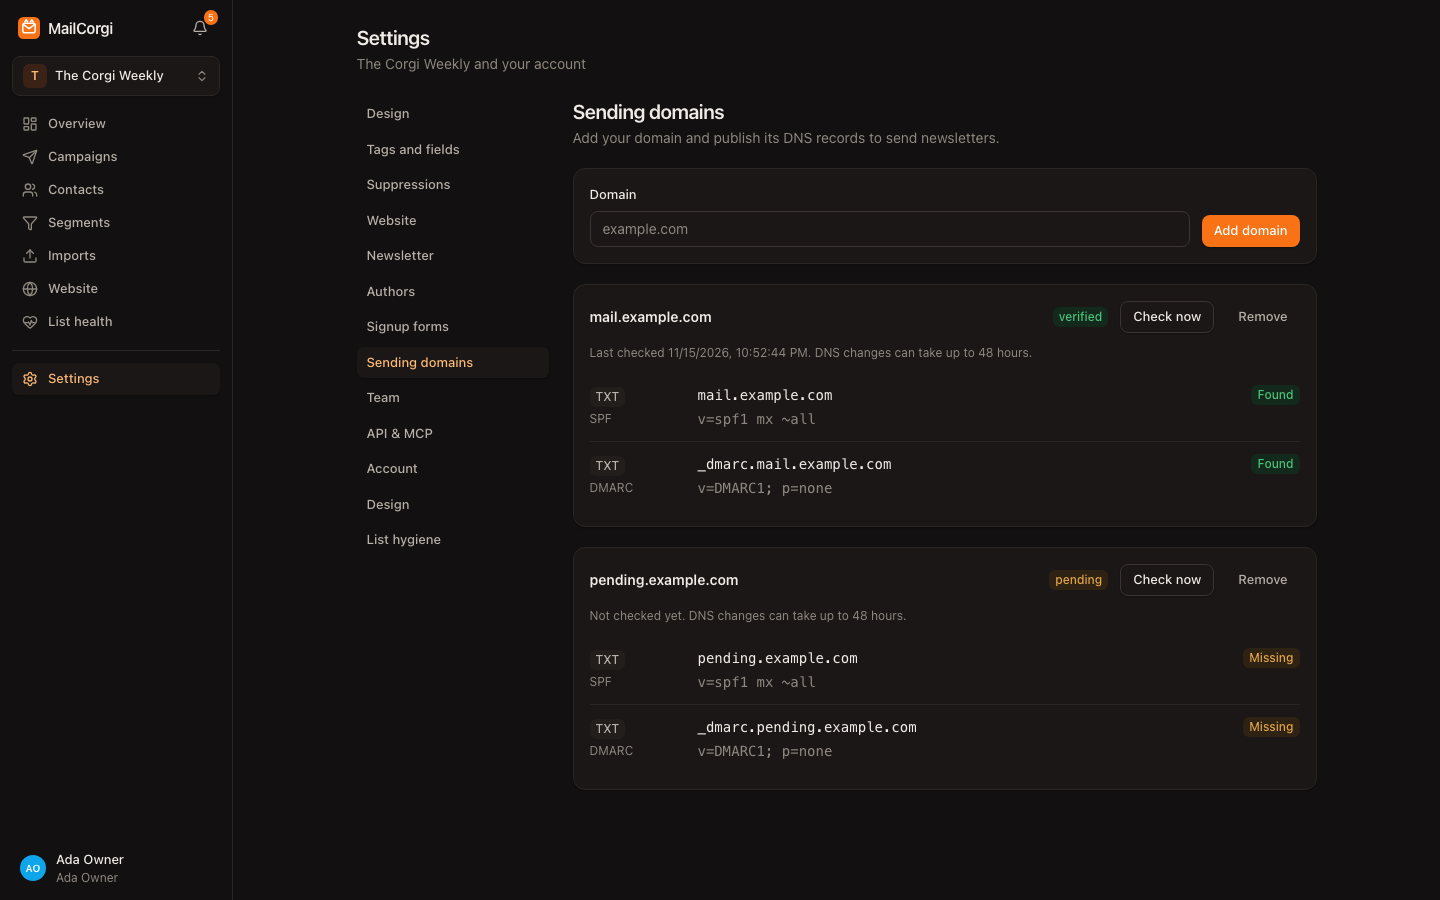 MailCorgi
5
T
The Corgi Weekly
Overview
Campaigns
Contacts
Segments
Imports
Website
List health
Settings
AO
Ada Owner
Ada Owner
Settings
The Corgi Weekly and your account
Design
Tags and fields
Suppressions
Website
Newsletter
Authors
Signup forms
Sending domains
Team
API & MCP
Account
Design
List hygiene
Sending domains
Add your domain and publish its DNS records to send newsletters.
Domain
example.com
Add domain
mail.example.com
verified
Check now
Remove
Last checked 11/15/2026, 10:52:44 PM. DNS changes can take up to 48 hours.
TXT
mail.example.com
Found
SPF
v=spf1 mx ~all
TXT
_dmarc.mail.example.com
Found
DMARC
v=DMARC1; p=none
pending.example.com
pending
Check now
Remove
Not checked yet. DNS changes can take up to 48 hours.
TXT
pending.example.com
Missing
SPF
v=spf1 mx ~all
TXT
_dmarc.pending.example.com
Missing
DMARC
v=DMARC1; p=none